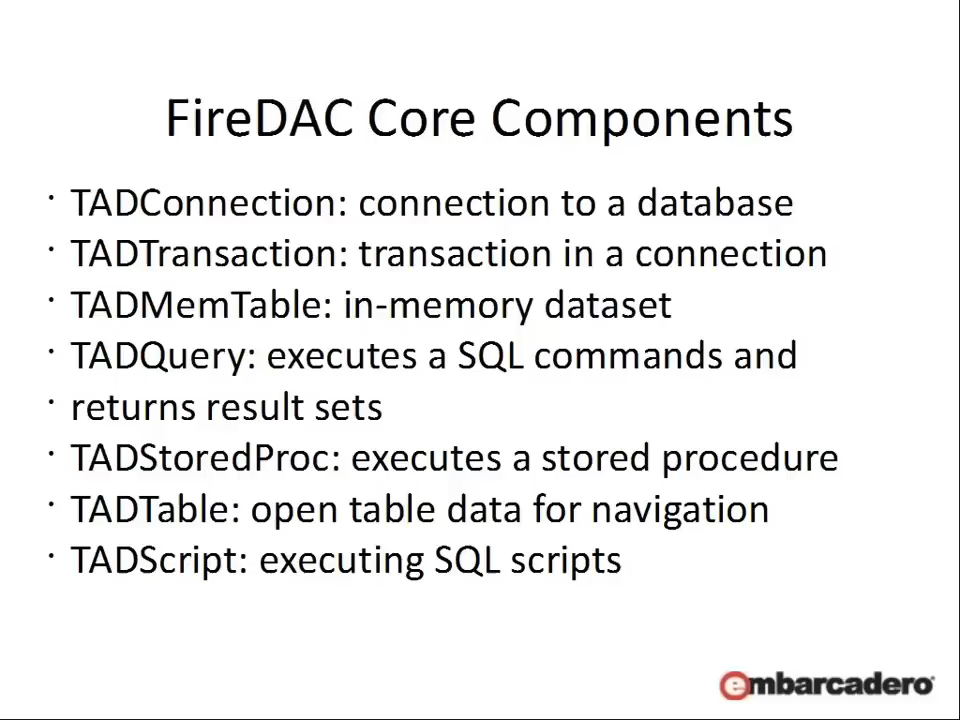 FireDAC Core Components
· TADConnection: connection to a database
· TADTransaction: transaction in a connection
· TADMemTable: in-memory dataset
· TADQuery: executes a SQL commands and
· returns result sets
· TADStoredProc: executes a stored procedure
· TADTable: open table data for navigation
· TADScript: executing SQL scripts
embarcadero